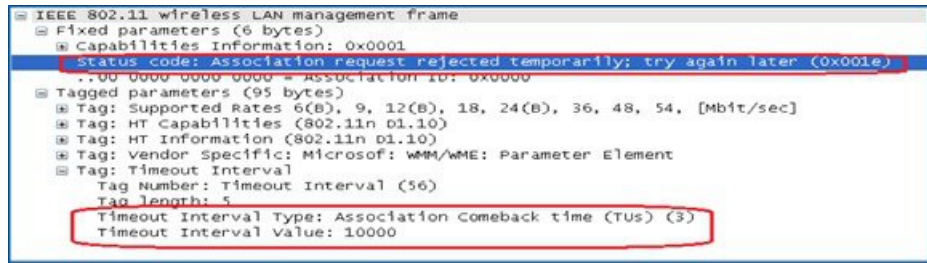 IEEE 802.11 wireless LAN management frame
Fixed parameters (6 bytes)
Capabilities Information: 0x0001
Status code: Association request rejected temporarily; try again later (0x001e)
..00 0000 0000 0000 = Association ID: 0x0000
Tagged parameters (95 bytes)
Tag: Supported Rates 6(B), 9, 12(B), 18, 24(B), 36, 48, 54, [Mbit/sec]
Tag: HT Capabilities (802.11n D1.10)
Tag: HT Information (802.11n D1.10)
Tag: Vendor Specific: Microsof: WMM/WME: Parameter Element
Tag: Timeout Interval
Tag Number: Timeout Interval (56)
Tag length: 5
Timeout Interval Type: Association Comeback time (TUs) (3)
Timeout Interval Value: 10000